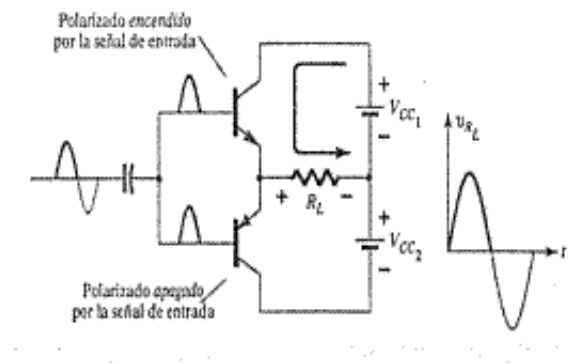 Polarizado encendido
por la señal de entrada
+
V_CC1
-
+ R_L -
v_RL
t
+
V_CC2
-
Polarizado apagado
por la señal de entrada